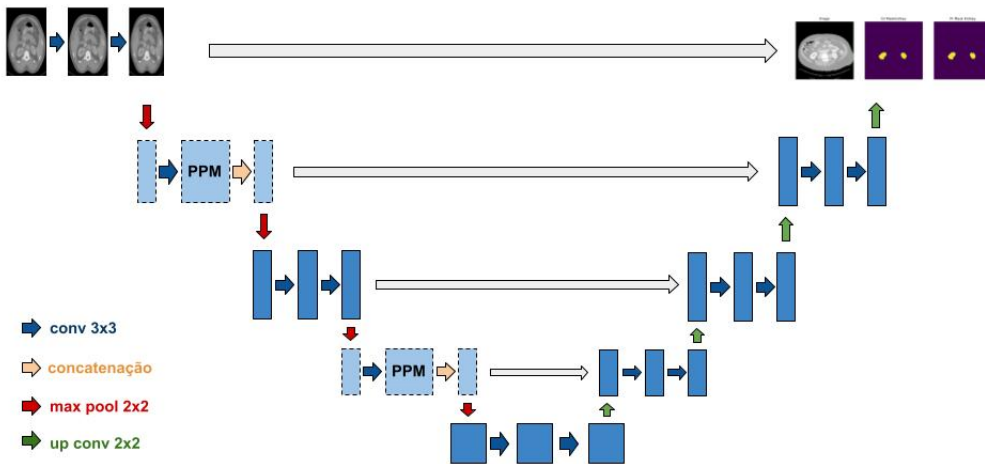 PPM
PPM
conv 3x3
concatenação
max pool 2x2
up conv 2x2